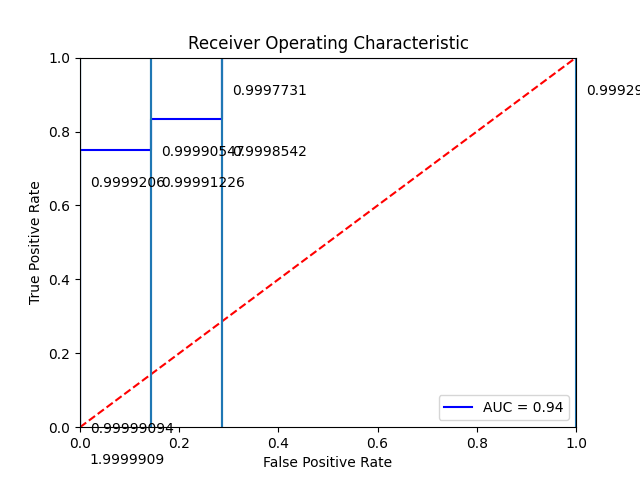 Receiver Operating Characteristic
1.0
0.9997731
0.99929
0.8
0.99990547
0.9998542
0.9999206
0.99991226
0.6
True Positive Rate
0.4
0.2
AUC = 0.94
0.0
0.99999094
0.0 0.2 0.4 0.6 0.8 1.0
1.9999909
False Positive Rate